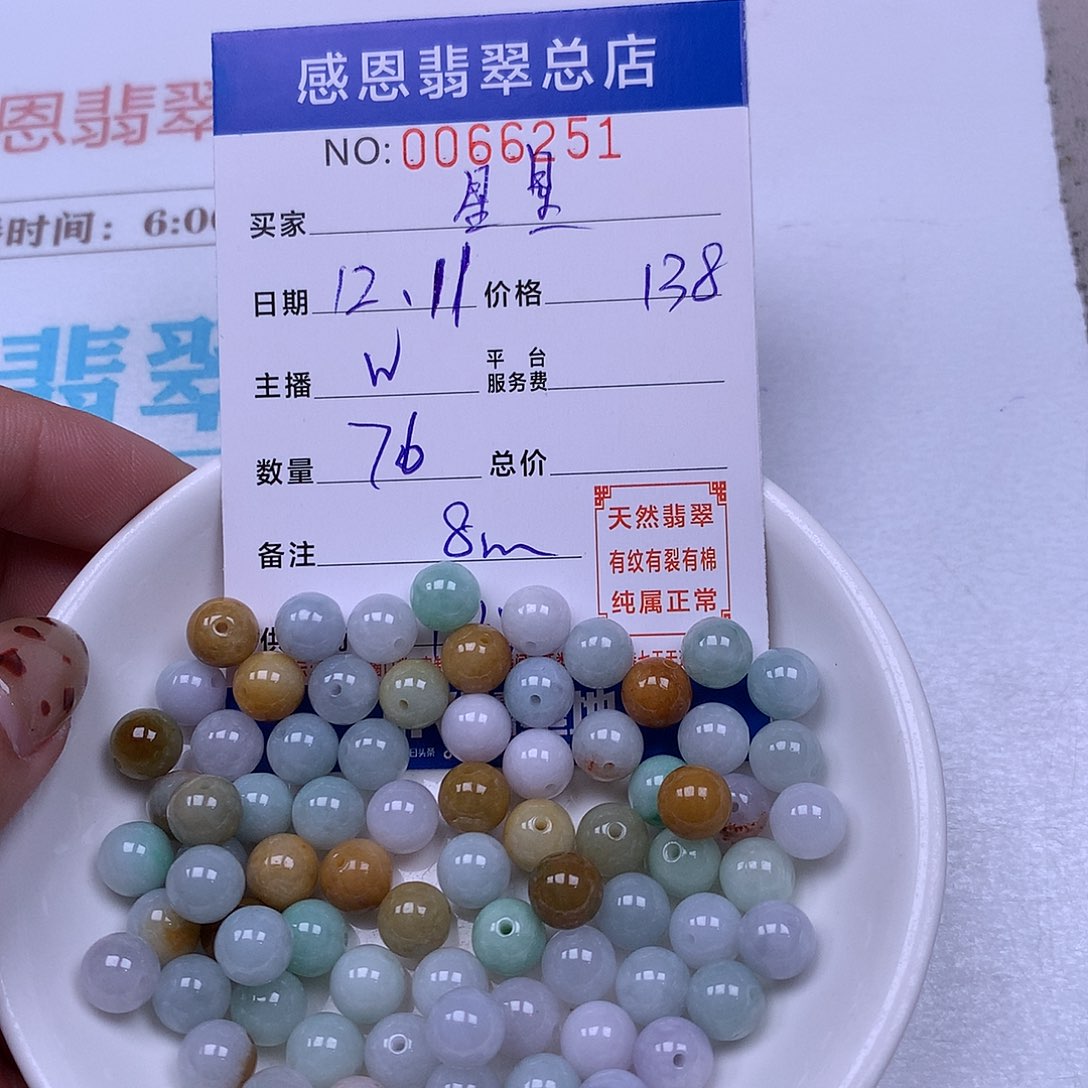 感恩翡翠总店
NO: 0066251
买家 星星
日期 12.11 价格 138
主播 W 平台服务费
数量 76 总价
备注 8m
天然翡翠
有纹有裂有棉
纯属正常
供
恩翡翠
时间：6:00
翡翠